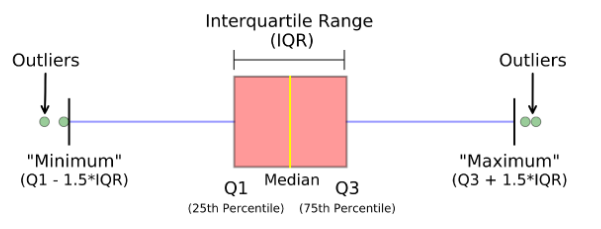 Interquartile Range
(IQR)
Outliers
Outliers
"Minimum"
(Q1 - 1.5*IQR)
"Maximum"
(Q3 + 1.5*IQR)
Q1
Median
Q3
(25th Percentile)
(75th Percentile)